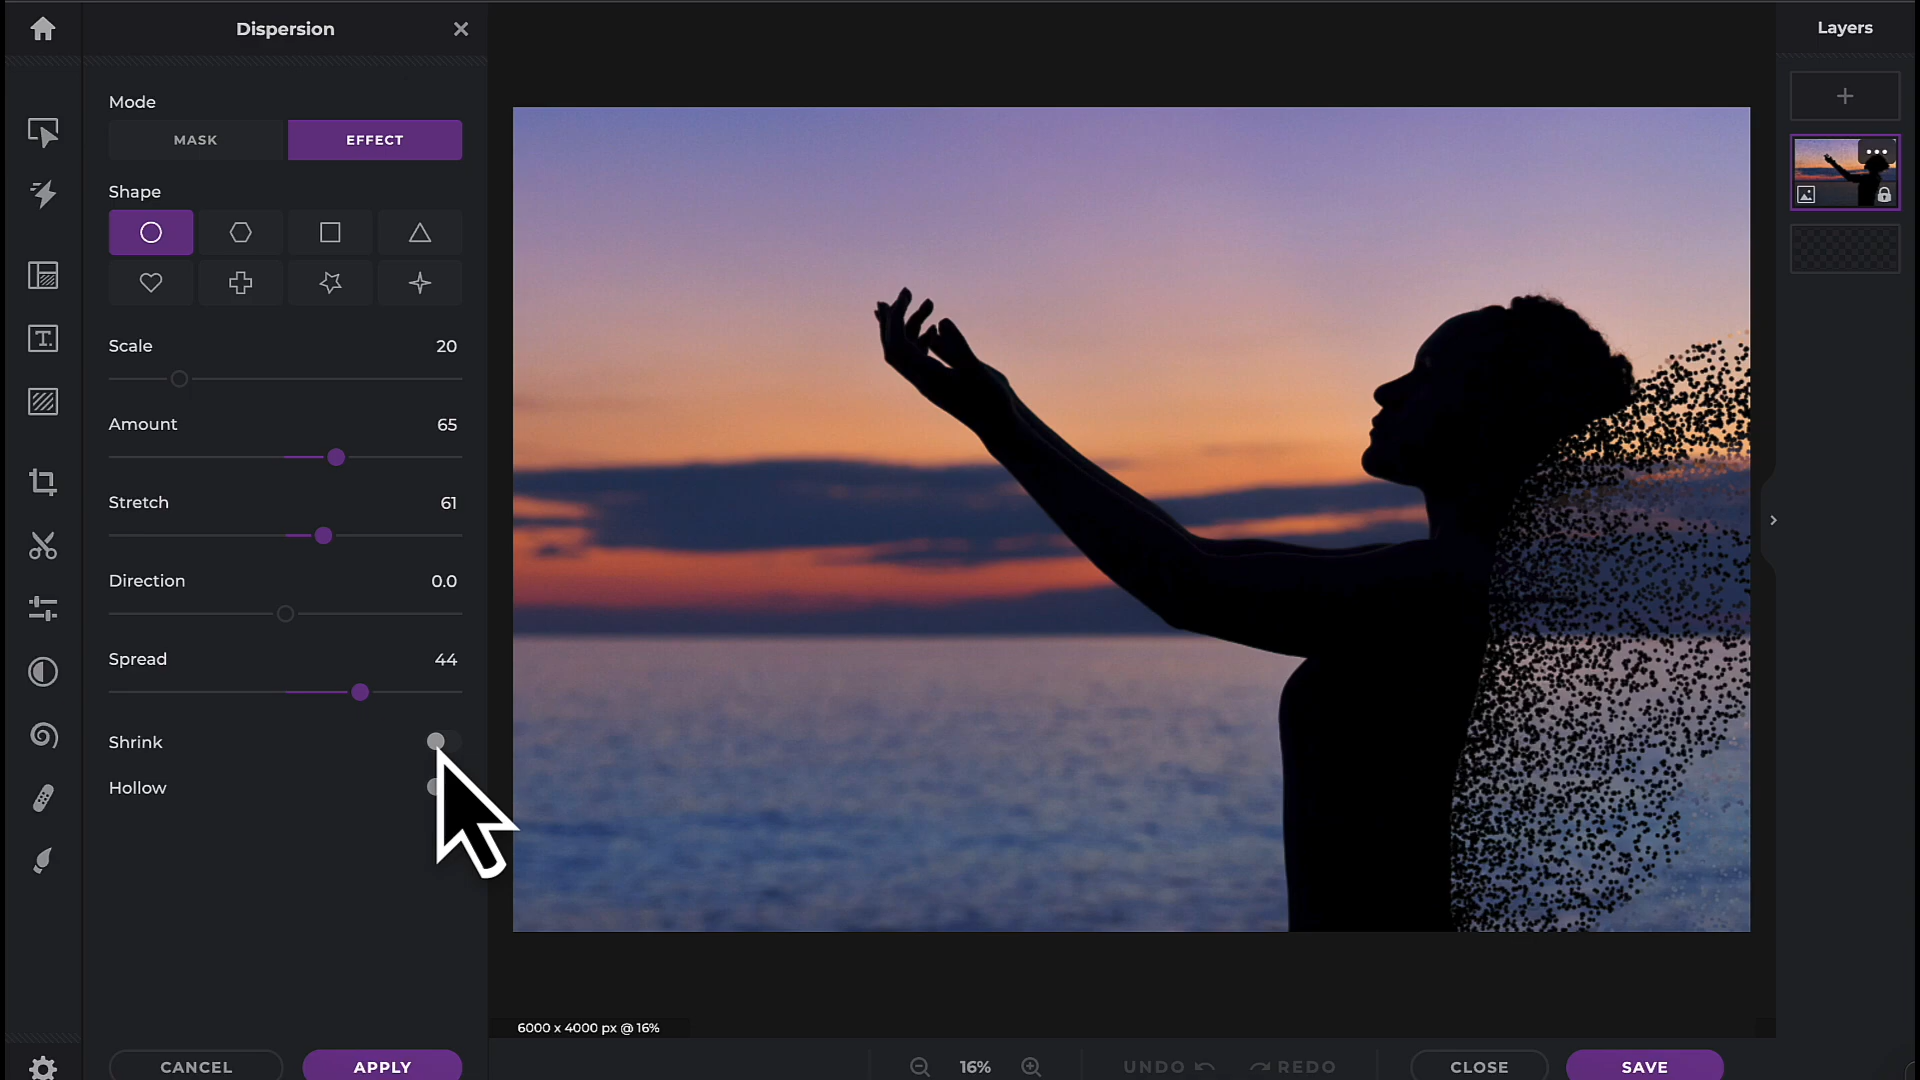 Dispersion
Layers
Mode
MASK
EFFECT
Shape
Scale
20
Amount
65
Stretch
61
Direction
0.0
Spread
44
Shrink
Hollow
6000 x 4000 px @ 16%
CANCEL
APPLY
16%
UNDO
REDO
CLOSE
SAVE